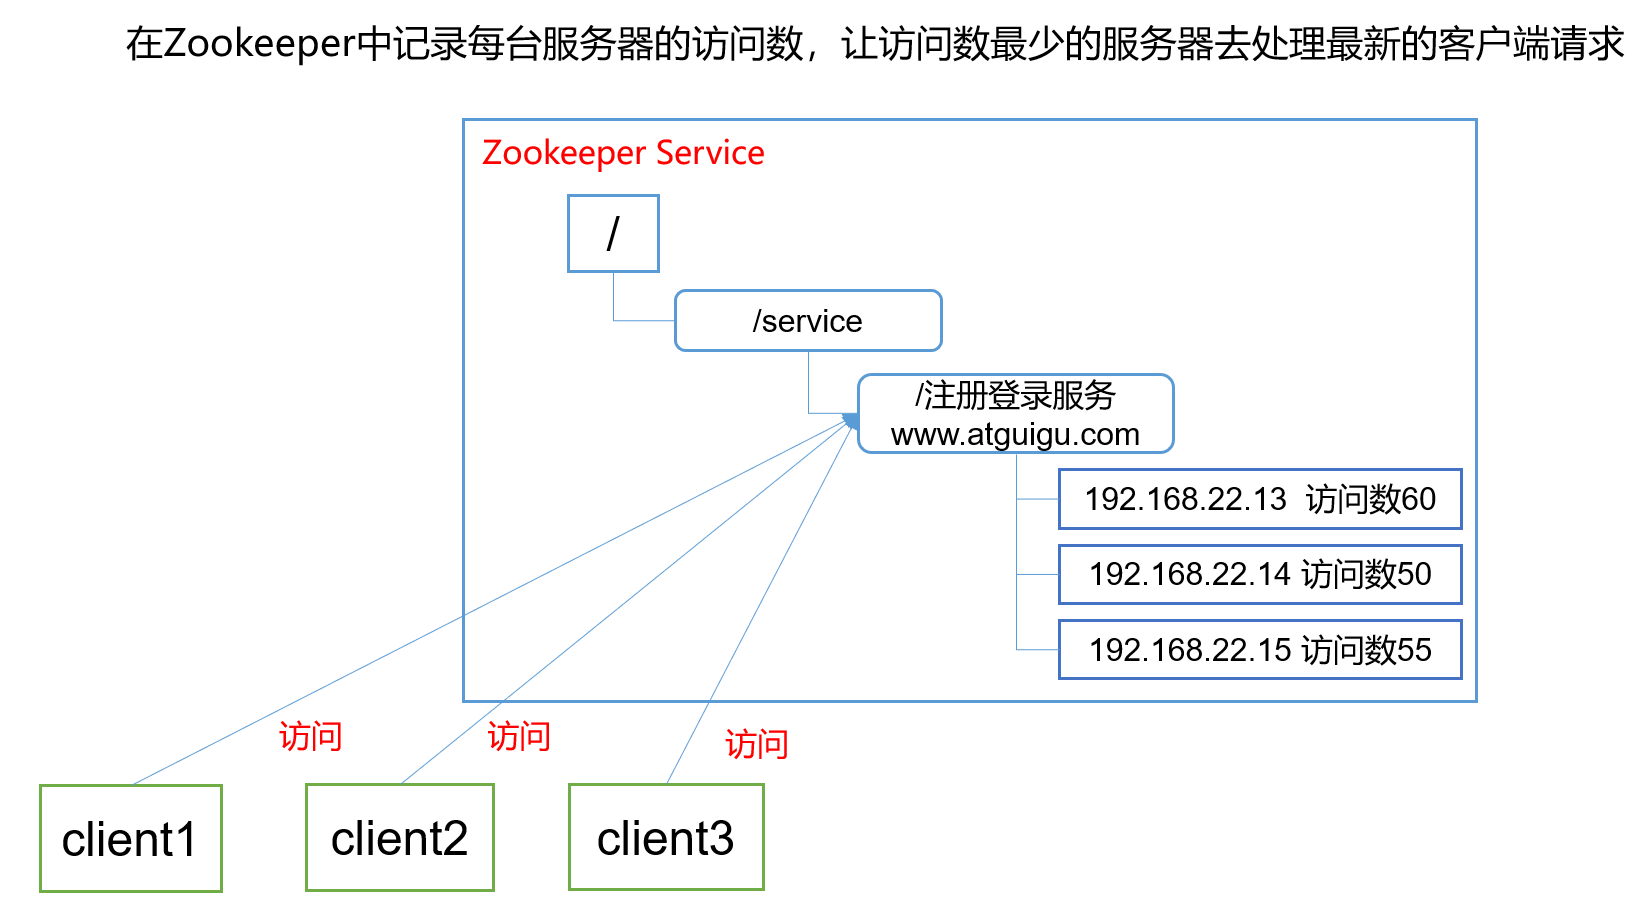 在Zookeeper中记录每台服务器的访问数，让访问数最少的服务器去处理最新的客户端请求
Zookeeper Service
/
/service
/注册登录服务
www.atguigu.com
192.168.22.13 访问数60
192.168.22.14 访问数50
192.168.22.15 访问数55
访问
访问
访问
client1
client2
client3